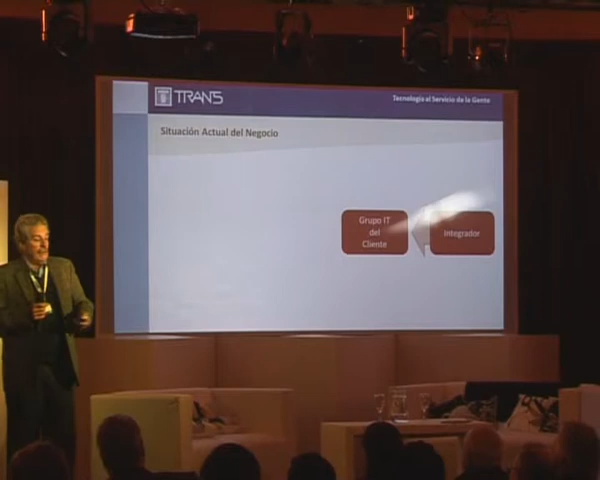 TRANS
Tecnología al Servicio de la Gente
Situación Actual del Negocio
Grupo IT
del
Cliente
Integrador